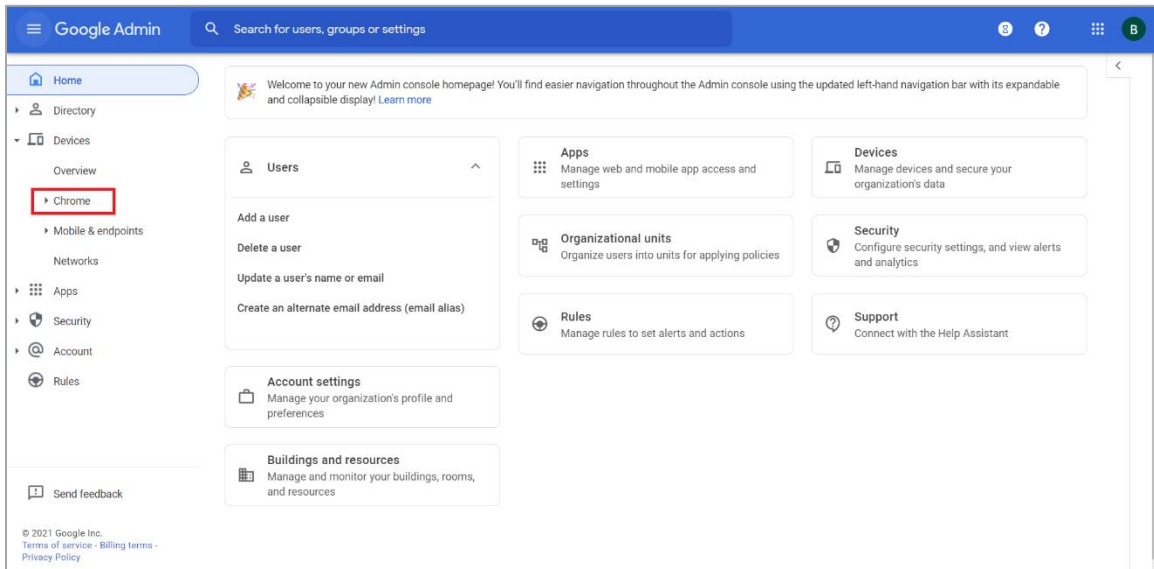 Google Admin
Search for users, groups or settings
B
Home
Directory
Devices
Overview
Chrome
Mobile & endpoints
Networks
Apps
Security
Account
Rules
Send feedback
© 2021 Google Inc.
Terms of service - Billing terms -
Privacy Policy
Welcome to your new Admin console homepage! You'll find easier navigation throughout the Admin console using the updated left-hand navigation bar with its expandable
and collapsible display! Learn more
Users
Add a user
Delete a user
Update a user's name or email
Create an alternate email address (email alias)
Account settings
Manage your organization's profile and
preferences
Buildings and resources
Manage and monitor your buildings, rooms,
and resources
Apps
Manage web and mobile app access and
settings
Organizational units
Organize users into units for applying policies
Rules
Manage rules to set alerts and actions
Devices
Manage devices and secure your
organization's data
Security
Configure security settings, and view alerts
and analytics
Support
Connect with the Help Assistant